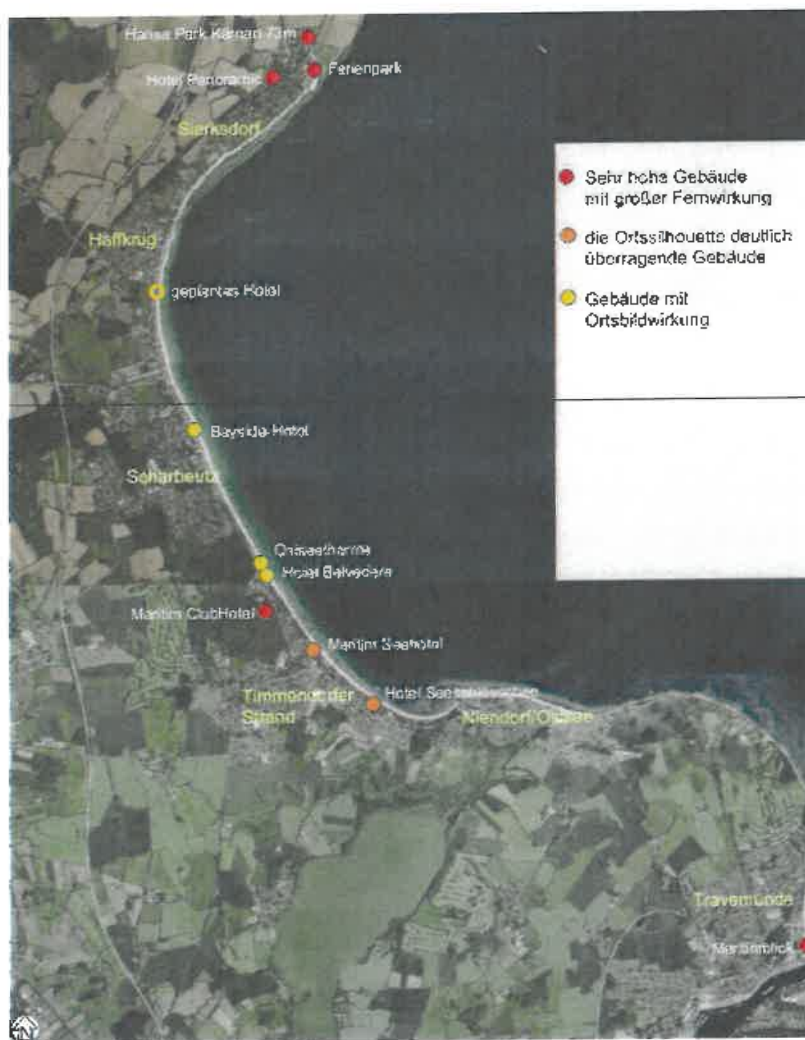 Hansa Park Kärnan 73m
Ferienpark
Hotel Panoramic
Sierksdorf
Sehr hohe Gebäude
mit großer Fernwirkung
die Ortssilhouette deutlich
überragende Gebäude
Haffkrug
geplantes Hotel
Gebäude mit
Ortsbildwirkung
Bayside-Hotel
Scharbeutz
Ostseetherme
Hotel Belvedere
Maritim ClubHotel
Maritim Seehotel
Timmendorfer
Strand
Hotel Seeschlösschen
Niendorf/Ostsee
Travemünde
N